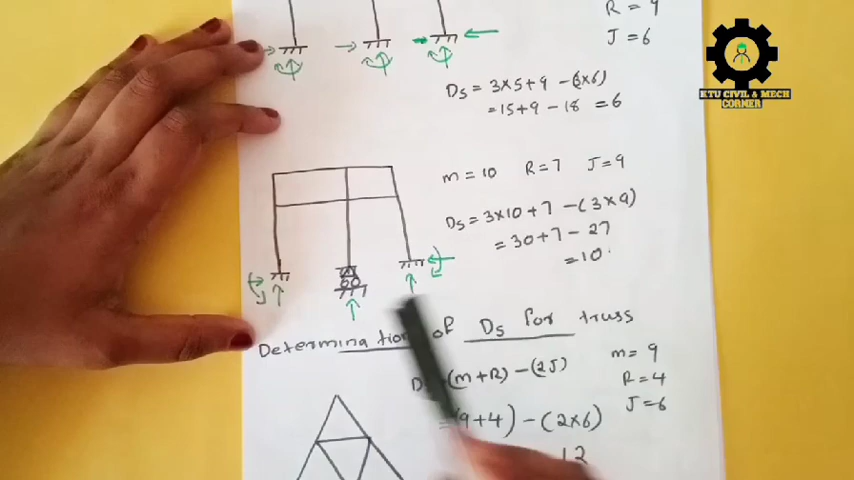 R = 9
J = 6
KTU CIVIL & MECH
CORNER
Ds = 3×5+9 - (3×6)
= 15+9 - 18 = 6
m = 10 R = 7 J = 9
Ds = 3×10 + 7 - (3×9)
= 30+7 - 27
= 10
Determination of Ds for truss
(m+R) - (2J)
m = 9
R = 4
J = 6
= (9+4) - (2×6)
12